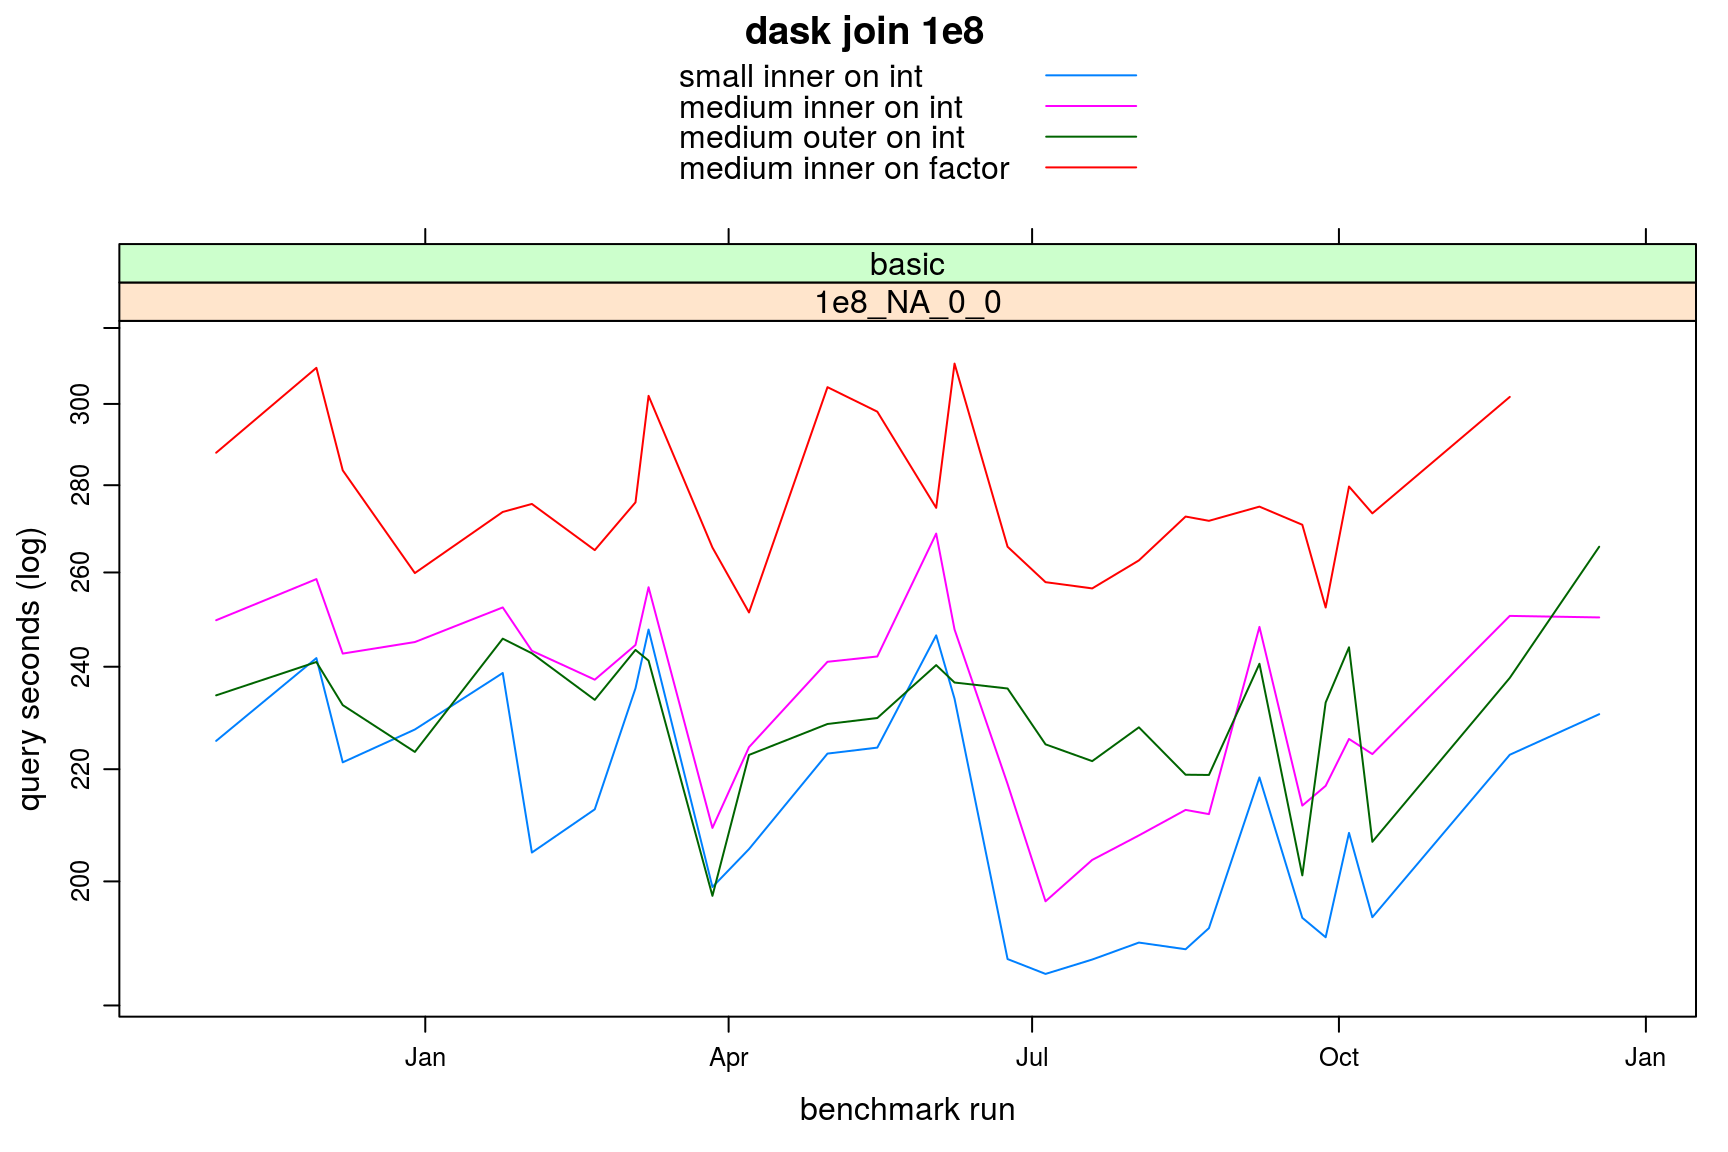 dask join 1e8
small inner on int
medium inner on int
medium outer on int
medium inner on factor
basic
1e8_NA_0_0
query seconds (log)
300
280
260
240
220
200
Jan Apr Jul Oct Jan
benchmark run